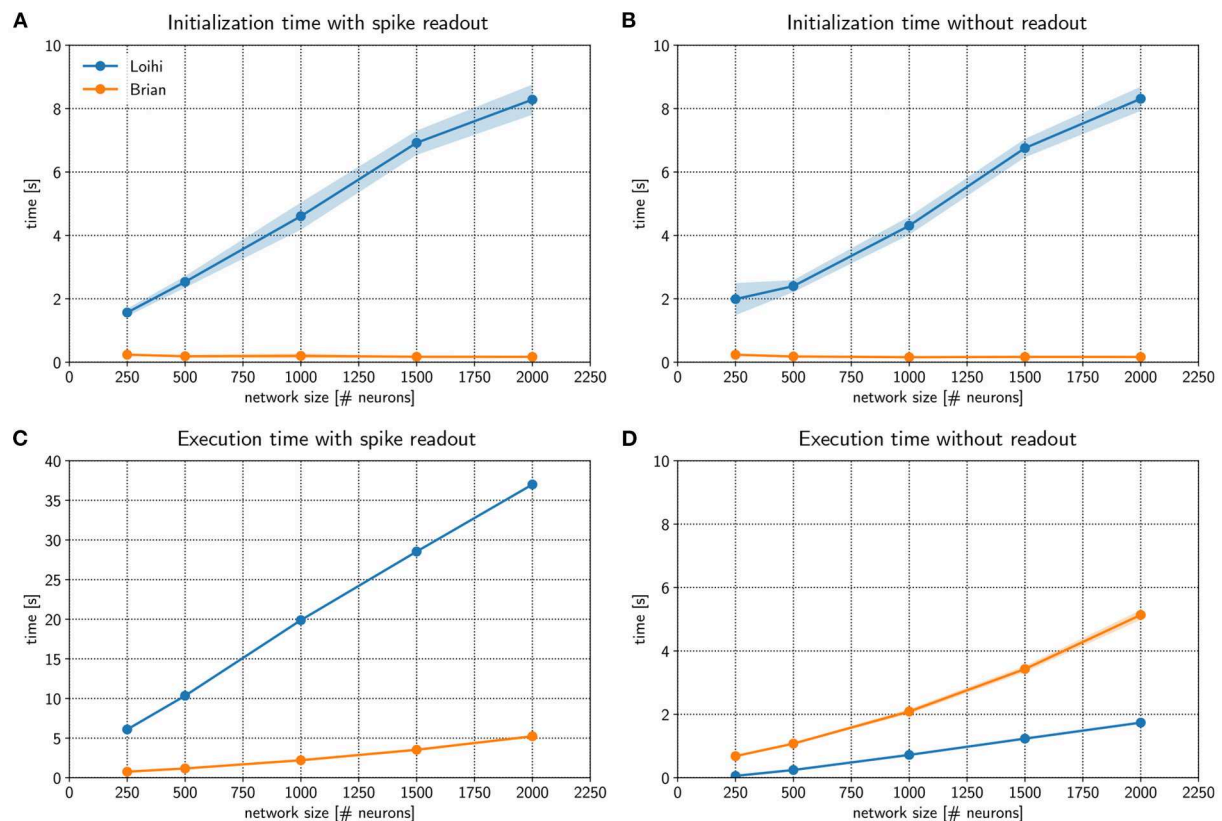 A
Initialization time with spike readout
10
8
6
4
2
0
time [s]
Loihi
Brian
0 250 500 750 1000 1250 1500 1750 2000 2250
network size [# neurons]
B
Initialization time without readout
10
8
6
4
2
0
time [s]
0 250 500 750 1000 1250 1500 1750 2000 2250
network size [# neurons]
C
Execution time with spike readout
40
35
30
25
20
15
10
5
0
time [s]
0 250 500 750 1000 1250 1500 1750 2000 2250
network size [# neurons]
D
Execution time without readout
10
8
6
4
2
0
time [s]
0 250 500 750 1000 1250 1500 1750 2000 2250
network size [# neurons]